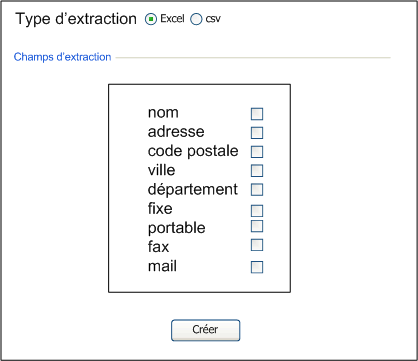 Type d'extraction Excel csv
Champs d'extraction
nom
adresse
code postale
ville
département
fixe
portable
fax
mail
Créer